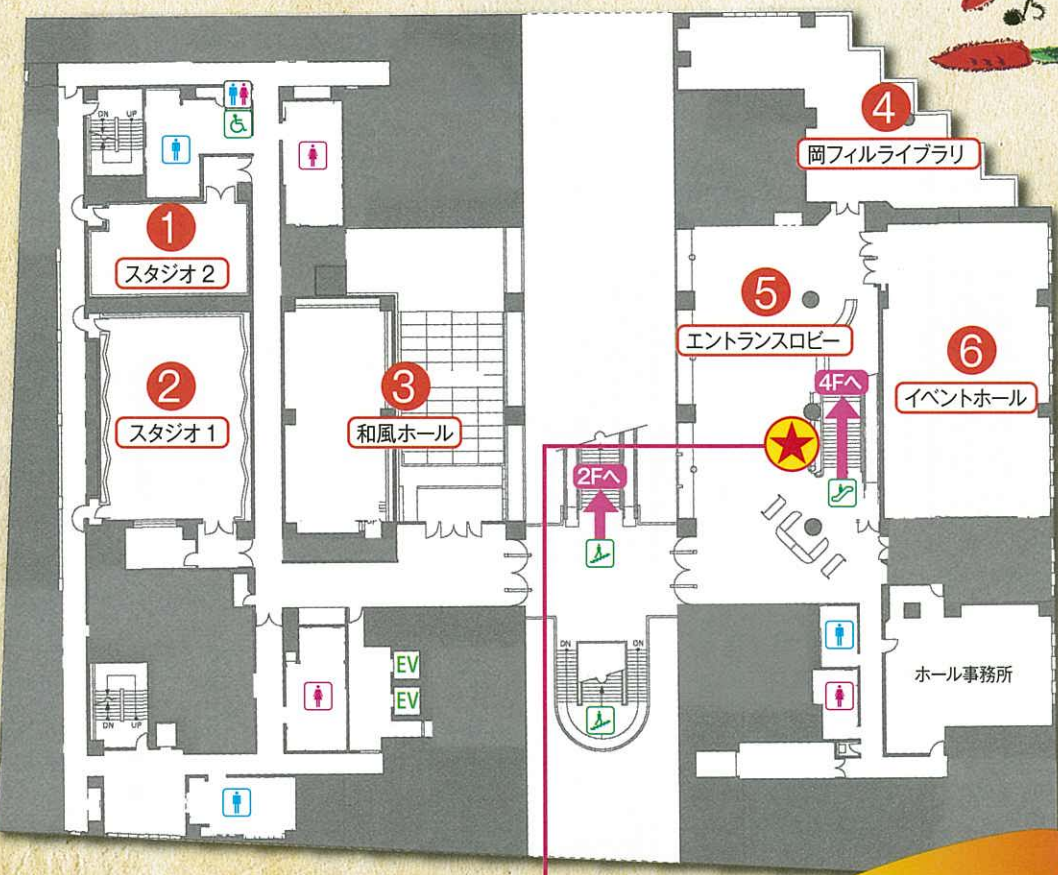 DN UP
1
スタジオ 2
2
スタジオ 1
3
和風ホール
4
岡フィルライブラリ
5
エントランスロビー
6
イベントホール
4Fへ
2Fへ
EV
EV
DN UP
DN DN
ホール事務所